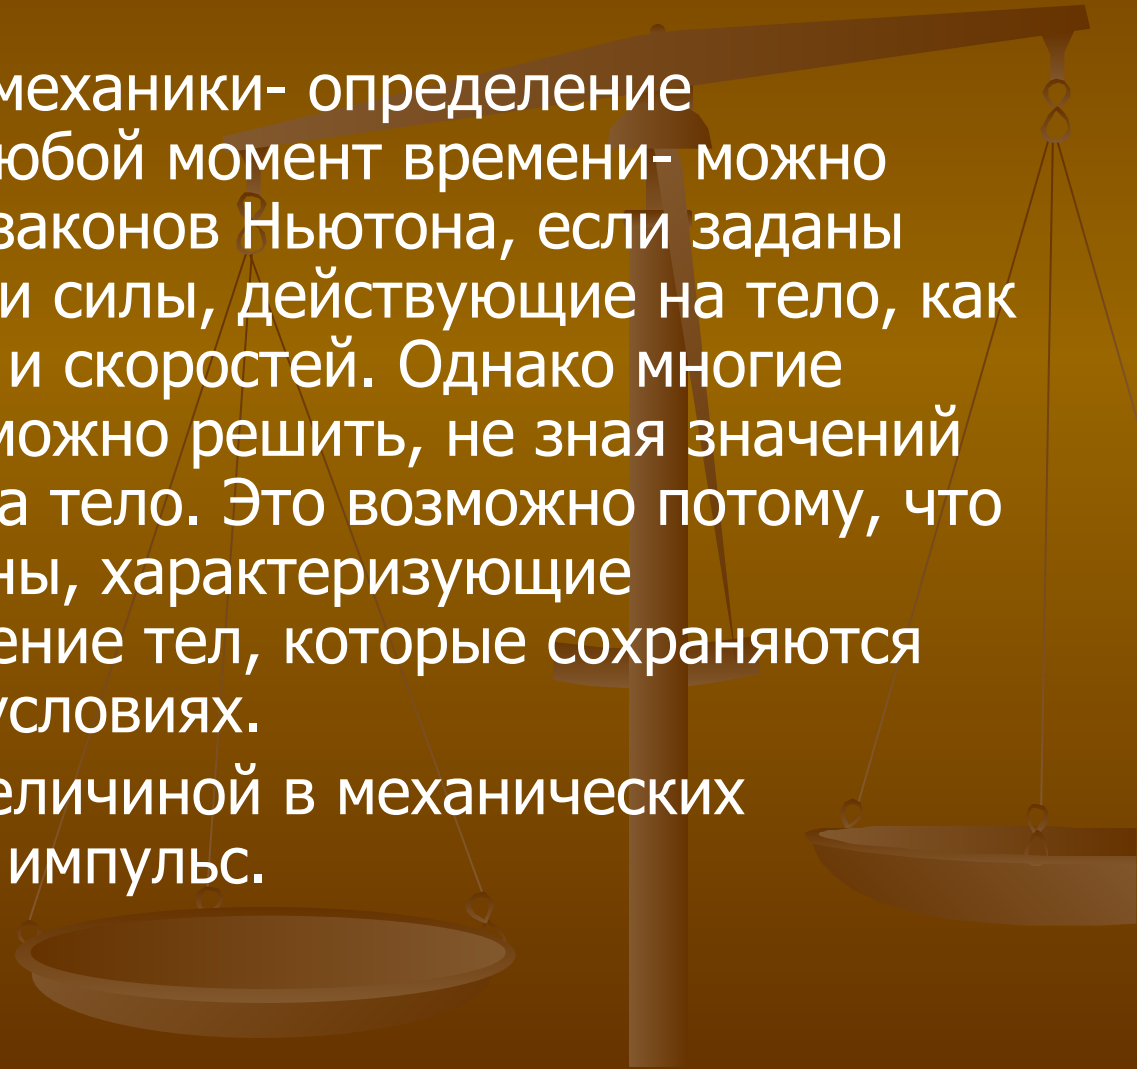 механики- определение
любой момент времени- можно
законов Ньютона, если заданы
и силы, действующие на тело, как
и скоростей. Однако многие
можно решить, не зная значений
а тело. Это возможно потому, что
ны, характеризующие
ение тел, которые сохраняются
условиях.
еличиной в механических
импульс.